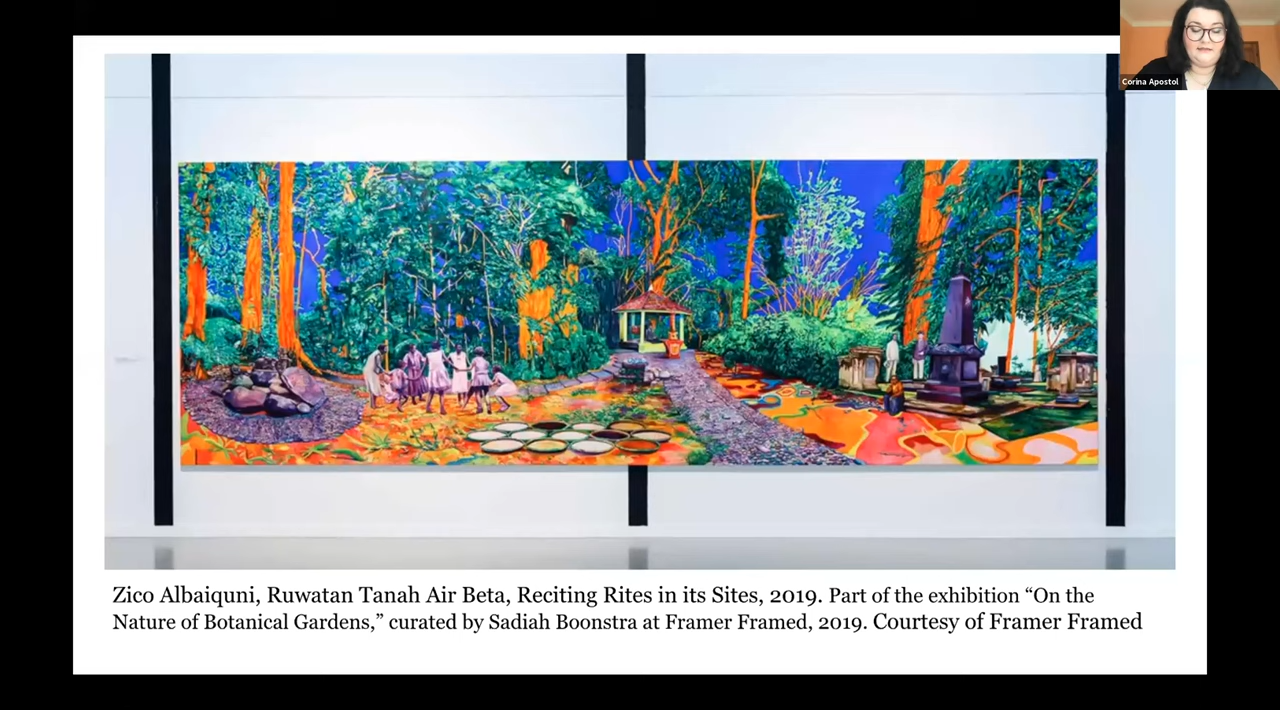 Corina Apostol
Zico Albaiquni, Ruwatan Tanah Air Beta, Reciting Rites in its Sites, 2019. Part of the exhibition “On the
Nature of Botanical Gardens,” curated by Sadiah Boonstra at Framer Framed, 2019. Courtesy of Framer Framed